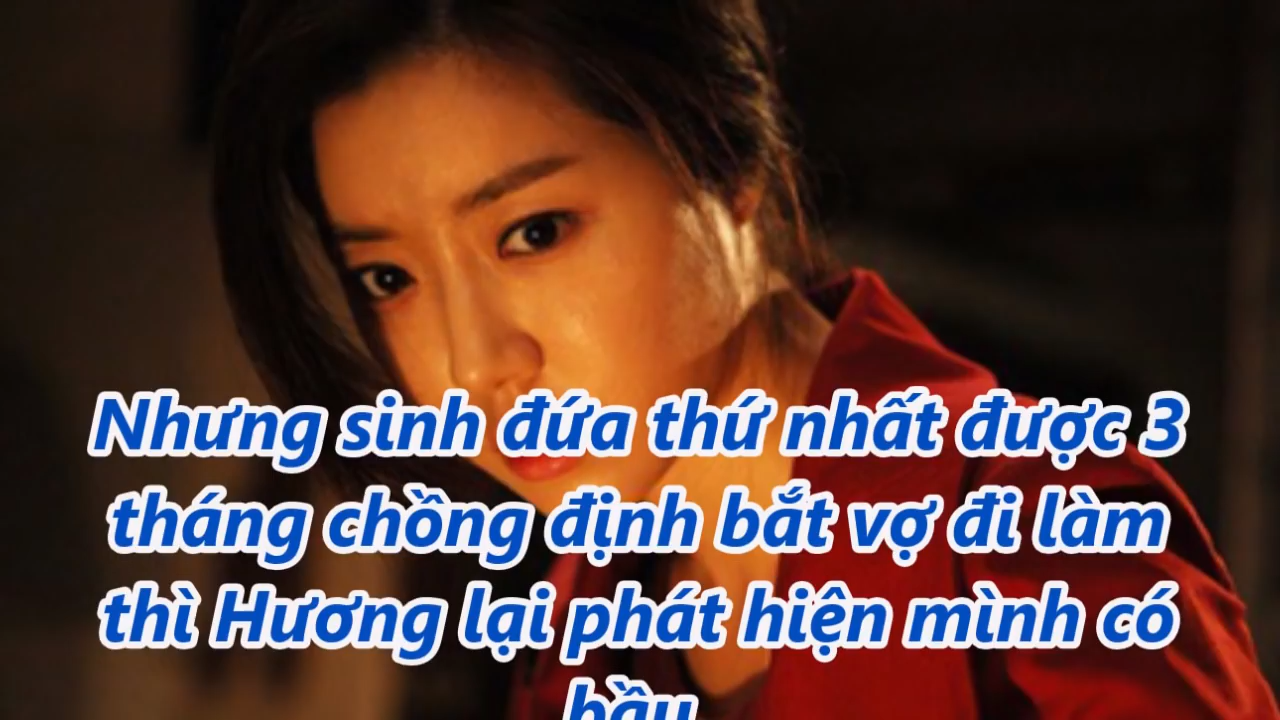 Nhưng sinh đứa thứ nhất được 3
tháng chồng định bắt vợ đi làm
thì Hương lại phát hiện mình có
bầu